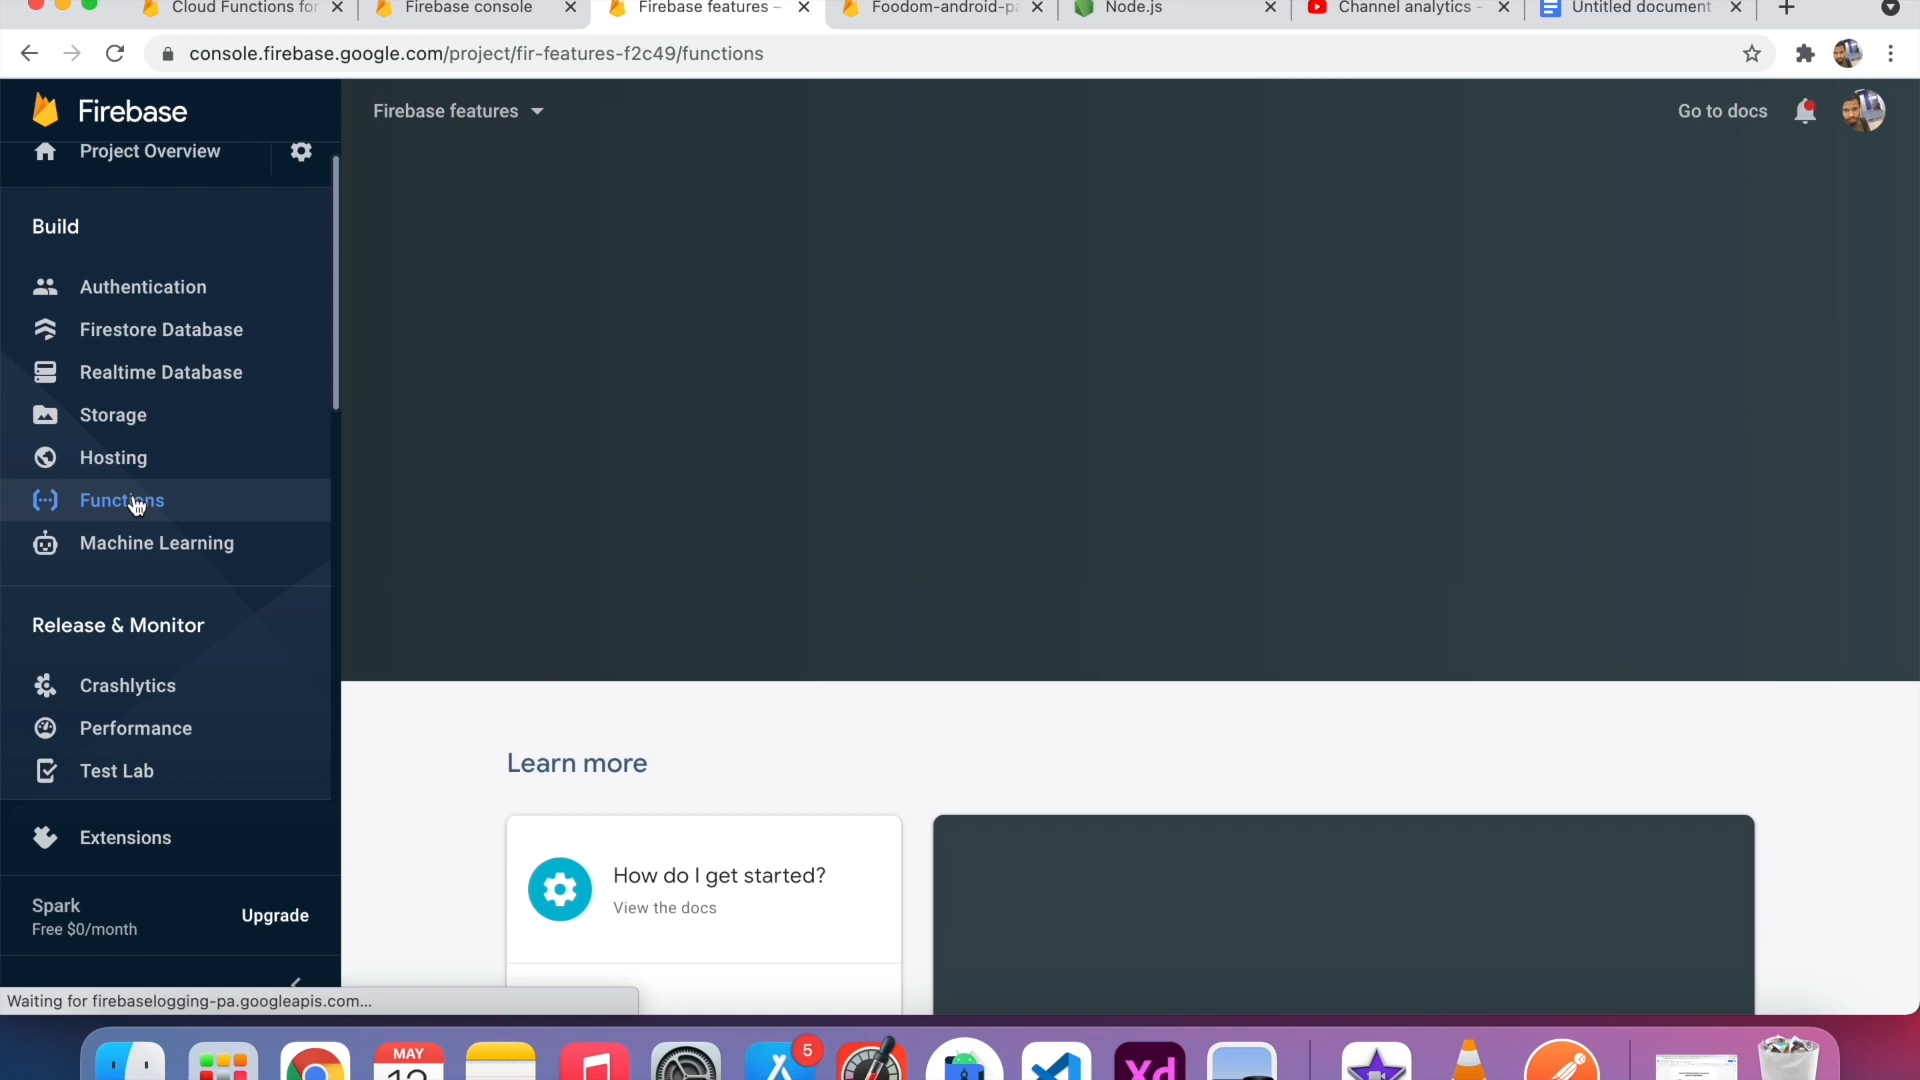 Cloud Functions for
Firebase console
Firebase features –
Foodom-android-pa
Node.js
Channel analytics -
Untitled document
console.firebase.google.com/project/fir-features-f2c49/functions
Firebase
Firebase features
Go to docs
Project Overview
Build
Authentication
Firestore Database
Realtime Database
Storage
Hosting
Functions
Machine Learning
Release & Monitor
Crashlytics
Performance
Test Lab
Extensions
Spark
Free $0/month
Upgrade
Learn more
How do I get started?
View the docs
Waiting for firebaselogging-pa.googleapis.com...
MAY
5
Xd